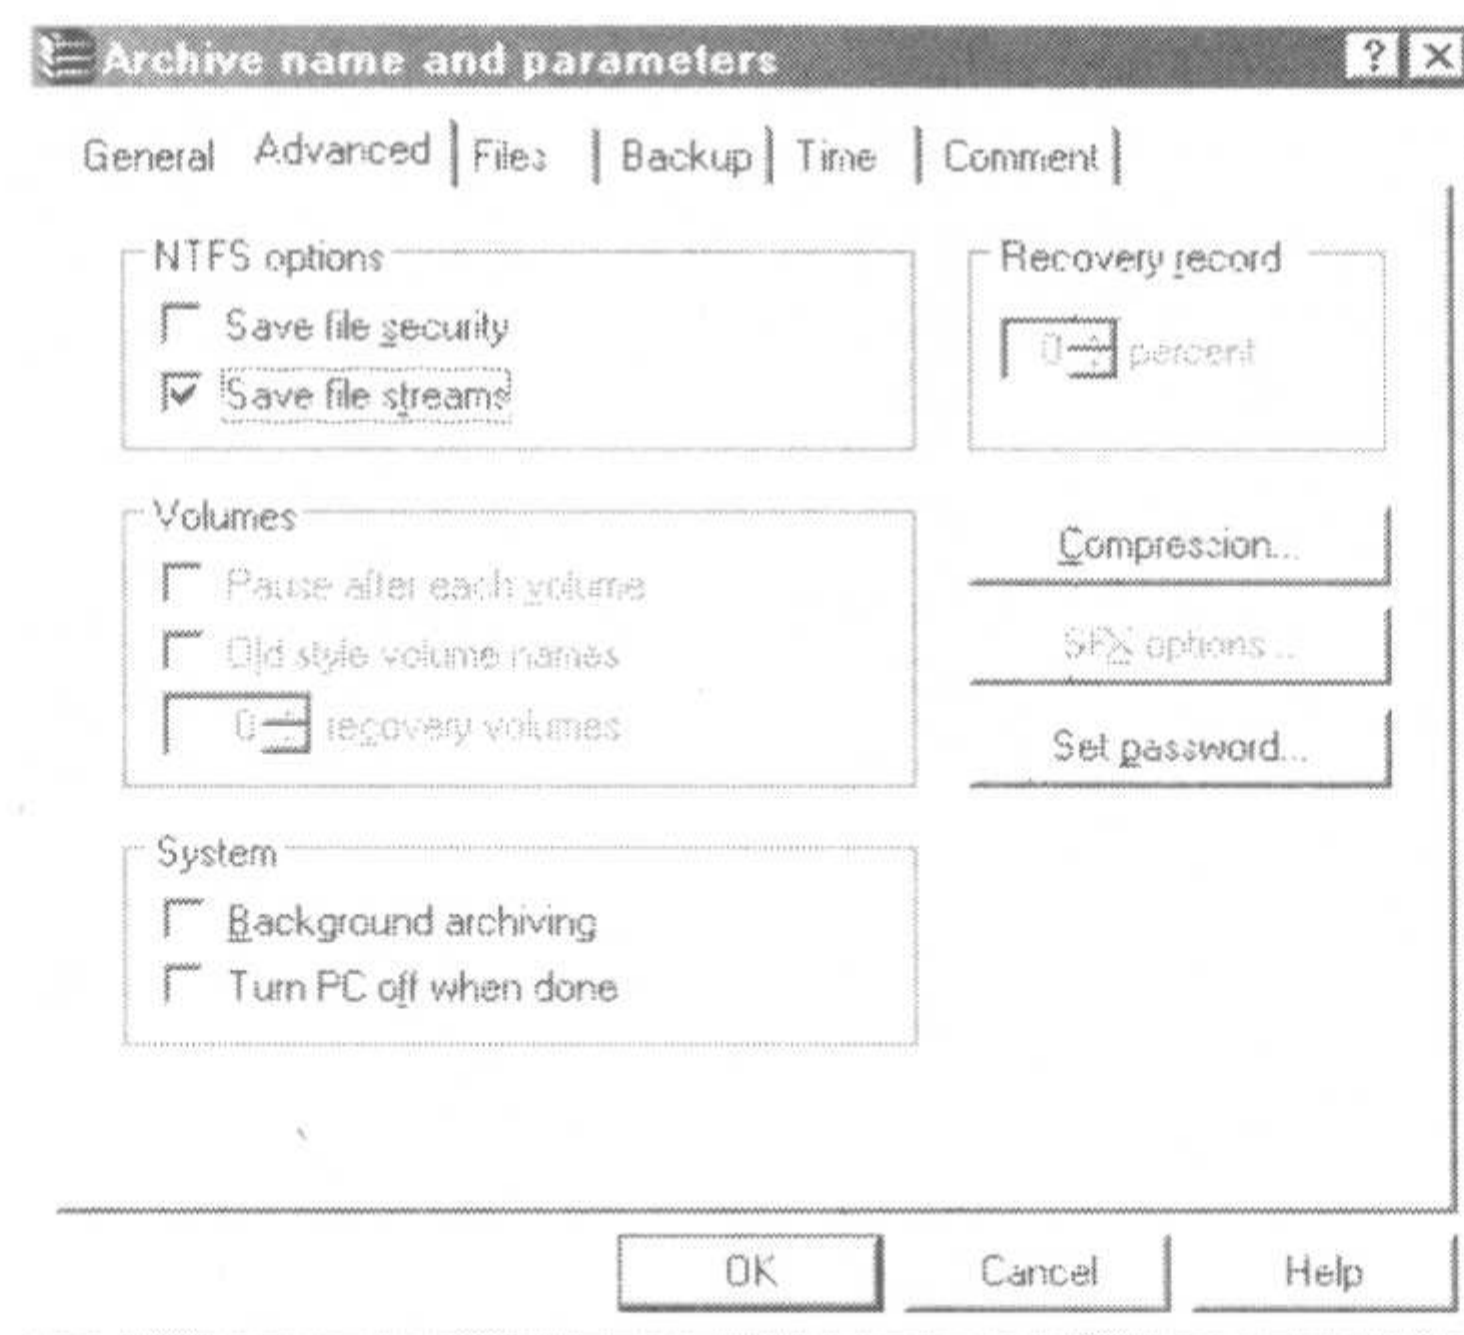 Archive name and parameters ? ×
General Advanced Files Backup Time Comment
NTFS options
Save file security
Save file streams
Recovery record
0 percent
Volumes
Pause after each volume
Old style volume names
0 recovery volumes
Compression...
SFX options...
Set password...
System
Background archiving
Turn PC off when done
OK Cancel Help